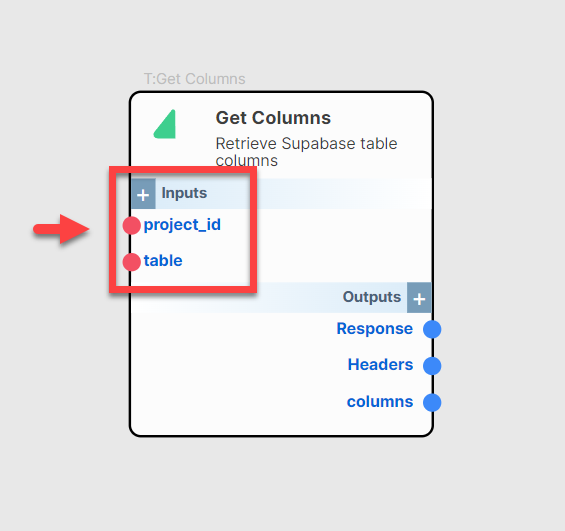 T:Get Columns
Get Columns
Retrieve Supabase table
columns
+ Inputs
project_id
table
Outputs +
Response
Headers
columns